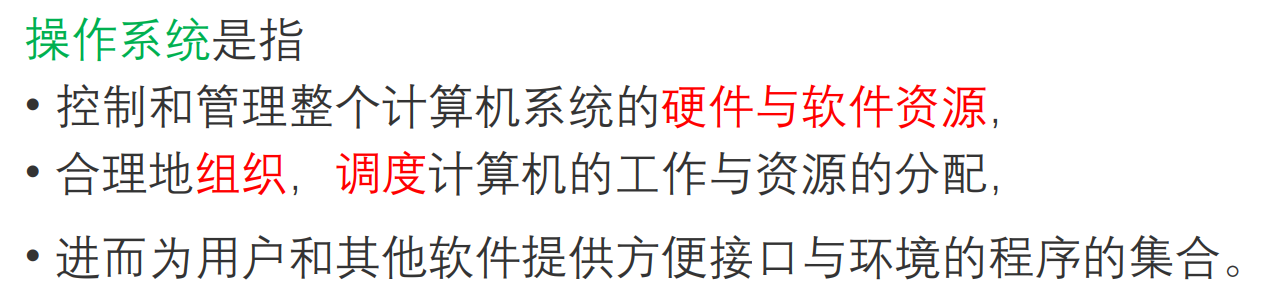 操作系统是指
• 控制和管理整个计算机系统的硬件与软件资源，
• 合理地组织，调度计算机的工作与资源的分配，
• 进而为用户和其他软件提供方便接口与环境的程序的集合。